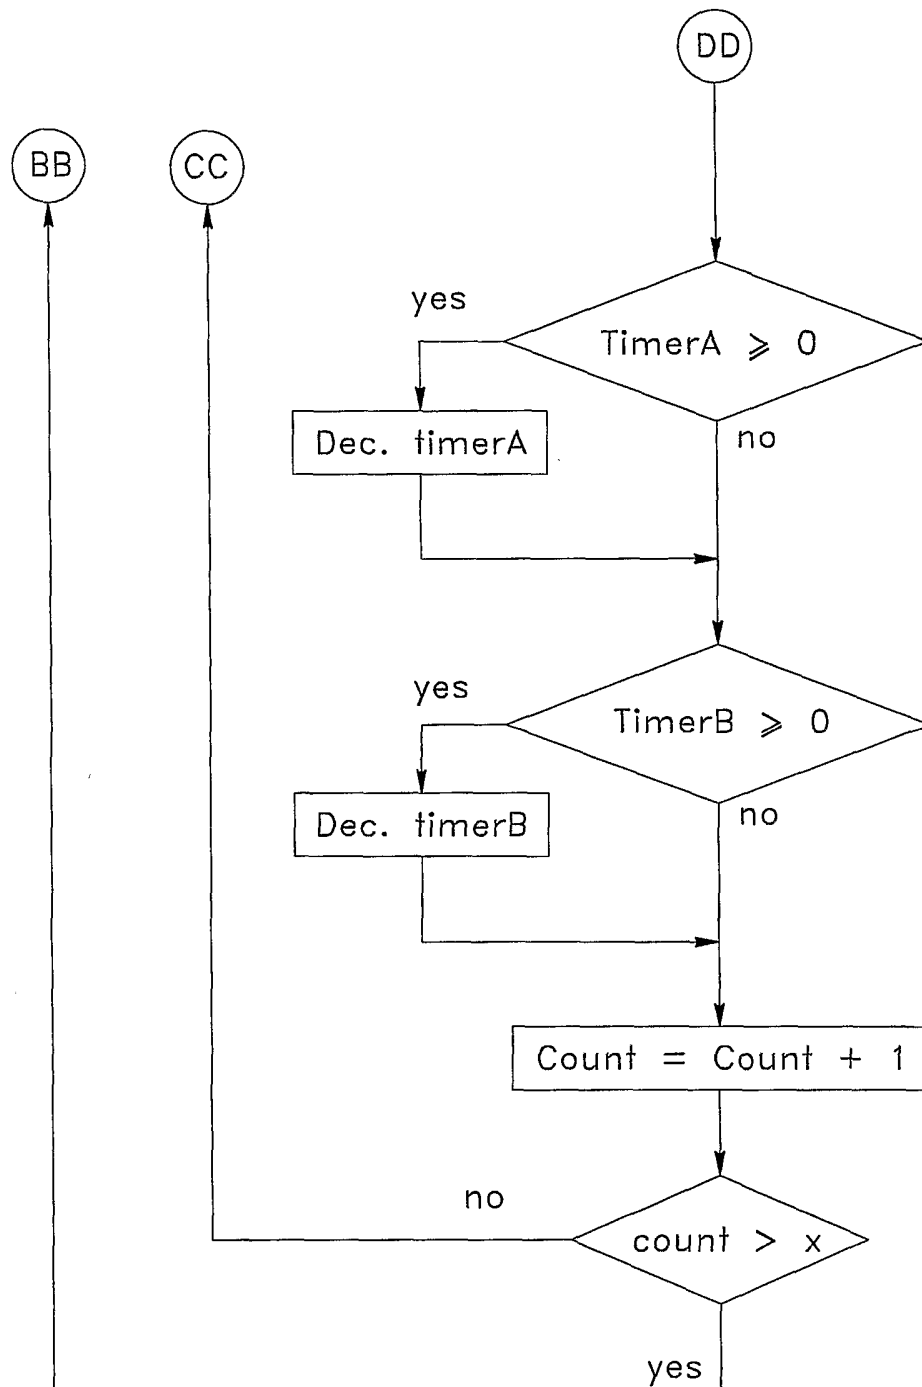 DD
BB
CC
yes
TimerA ⩾ 0
Dec. timerA
no
yes
TimerB ⩾ 0
Dec. timerB
no
Count = Count + 1
no
count > x
yes